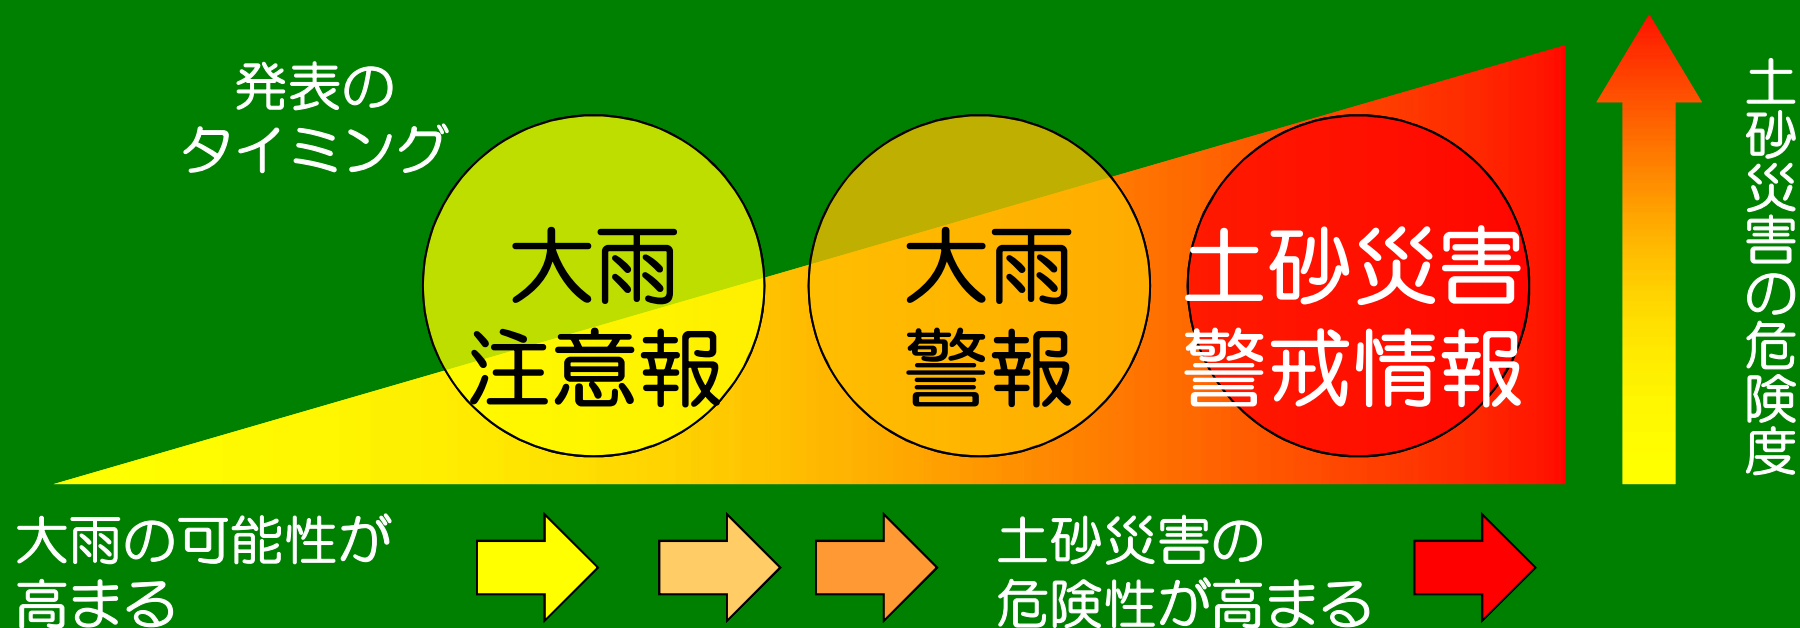 発表の
タイミング
大雨
注意報
大雨
警報
土砂災害
警戒情報
土砂災害の危険度
大雨の可能性が
高まる
土砂災害の
危険性が高まる